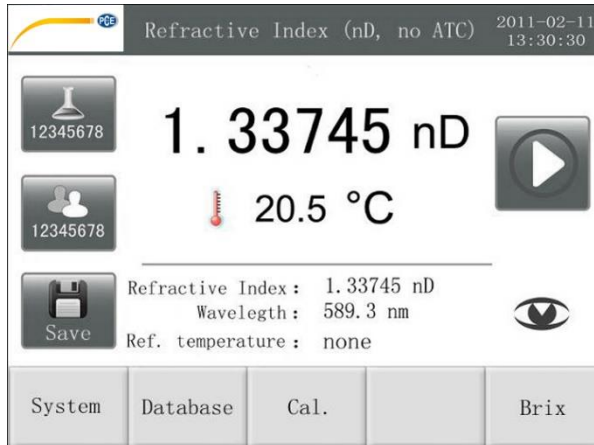 PCE
Refractive Index (nD, no ATC)
2011-02-11
13:30:30
12345678
1.33745 nD
12345678
20.5 °C
Save
Refractive Index: 1.33745 nD
Wavelegth: 589.3 nm
Ref. temperature: none
System
Database
Cal.
Brix